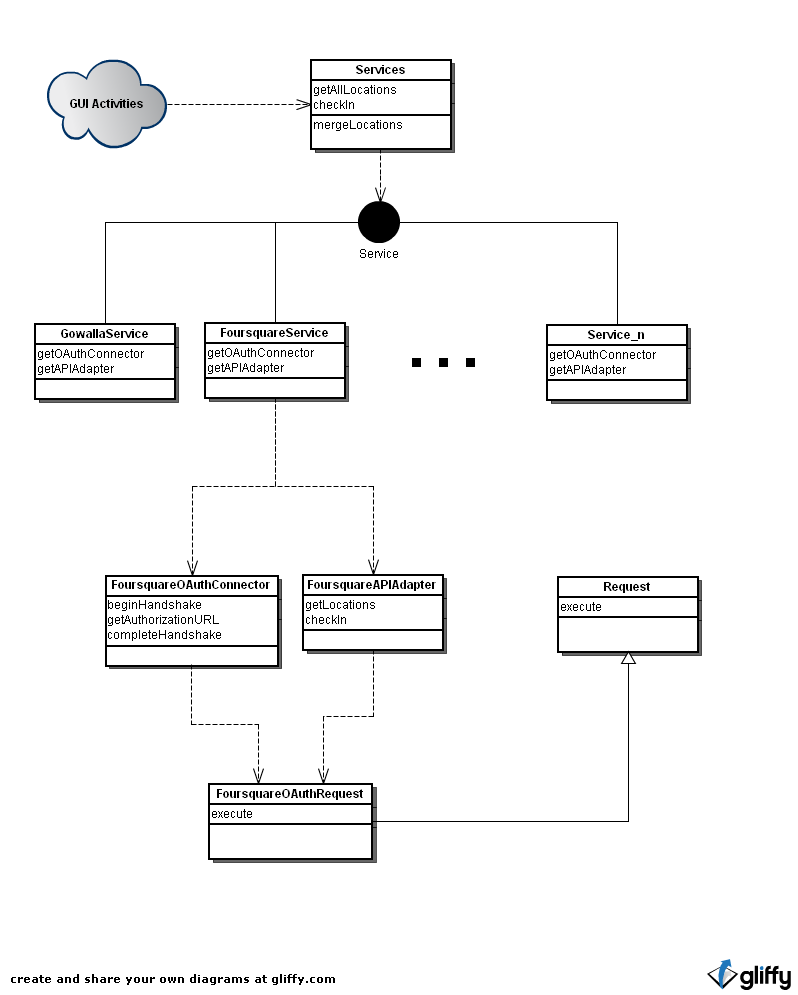 Services
getAllLocations
GUI Activities
checkIn
mergeLocations
Service
GowallaService
getOAuthConnector
getAPIAdapter
FoursquareService
getOAuthConnector
getAPIAdapter
Service_n
getOAuthConnector
getAPIAdapter
FoursquareOAuthConnector
beginHandshake
getAuthorizationURL
completeHandshake
FoursquareAPIAdapter
getLocations
checkIn
Request
execute
FoursquareOAuthRequest
execute
create and share your own diagrams at gliffy.com
gliffy